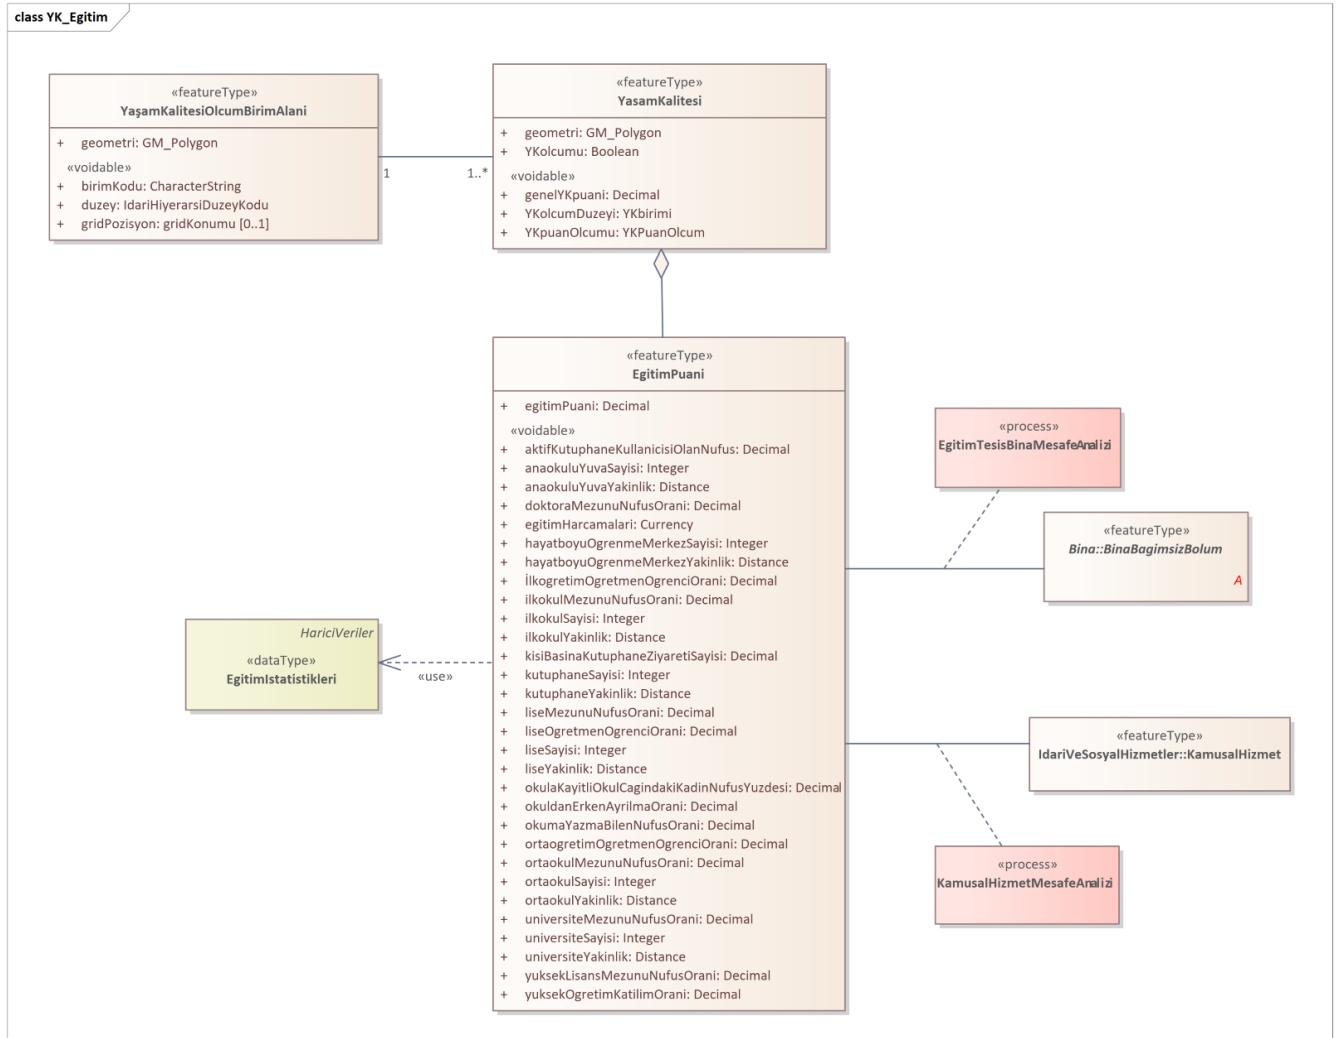 class YK_Egitim
«featureType»
YaşamKalitesiOlcumBirimAlani
+ geometri: GM_Polygon
«voidable»
+ birimKodu: CharacterString
+ duzey: IdariHiyerarsiDuzeyKodu
+ gridPozisyon: gridKonumu [0..1]
1
1..*
«featureType»
YasamKalitesi
+ geometri: GM_Polygon
+ YKolcumu: Boolean
«voidable»
+ genelYKpuani: Decimal
+ YKolcumDuzeyi: YKbirimi
+ YKpuanOlcumu: YKPuanOlcum
«featureType»
EgitimPuani
+ egitimPuani: Decimal
«voidable»
+ aktifKutuphaneKullanicisiOlanNufus: Decimal
+ anaokuluYuvaSayisi: Integer
+ anaokuluYuvaYakinlik: Distance
+ doktoraMezunuNufusOrani: Decimal
+ egitimHarcamalari: Currency
+ hayatboyuOgrenmeMerkezSayisi: Integer
+ hayatboyuOgrenmeMerkezYakinlik: Distance
+ İlkogretimOgretmenOgrenciOrani: Decimal
+ ilkokulMezunuNufusOrani: Decimal
+ ilkokulSayisi: Integer
+ ilkokulYakinlik: Distance
+ kisiBasinaKutuphaneZiyaretiSayisi: Decimal
+ kutuphaneSayisi: Integer
+ kutuphaneYakinlik: Distance
+ liseMezunuNufusOrani: Decimal
+ liseOgretmenOgrenciOrani: Decimal
+ liseSayisi: Integer
+ liseYakinlik: Distance
+ okulaKayitliOkulCagindakiKadinNufusYuzdesi: Decimal
+ okuldanErkenAyrilmaOrani: Decimal
+ okumaYazmaBilenNufusOrani: Decimal
+ ortaogretimOgretmenOgrenciOrani: Decimal
+ ortaokulMezunuNufusOrani: Decimal
+ ortaokulSayisi: Integer
+ ortaokulYakinlik: Distance
+ universiteMezunuNufusOrani: Decimal
+ universiteSayisi: Integer
+ universiteYakinlik: Distance
+ yuksekLisansMezunuNufusOrani: Decimal
+ yuksekOgretimKatilimOrani: Decimal
«process»
EgitimTesisBinaMesafeAnalizi
«featureType»
Bina::BinaBagimsizBolum
A
HariciVeriler
«dataType»
EgitimIstatistikleri
«use»
«featureType»
IdariVeSosyalHizmetler::KamusalHizmet
«process»
KamusalHizmetMesafeAnalizi